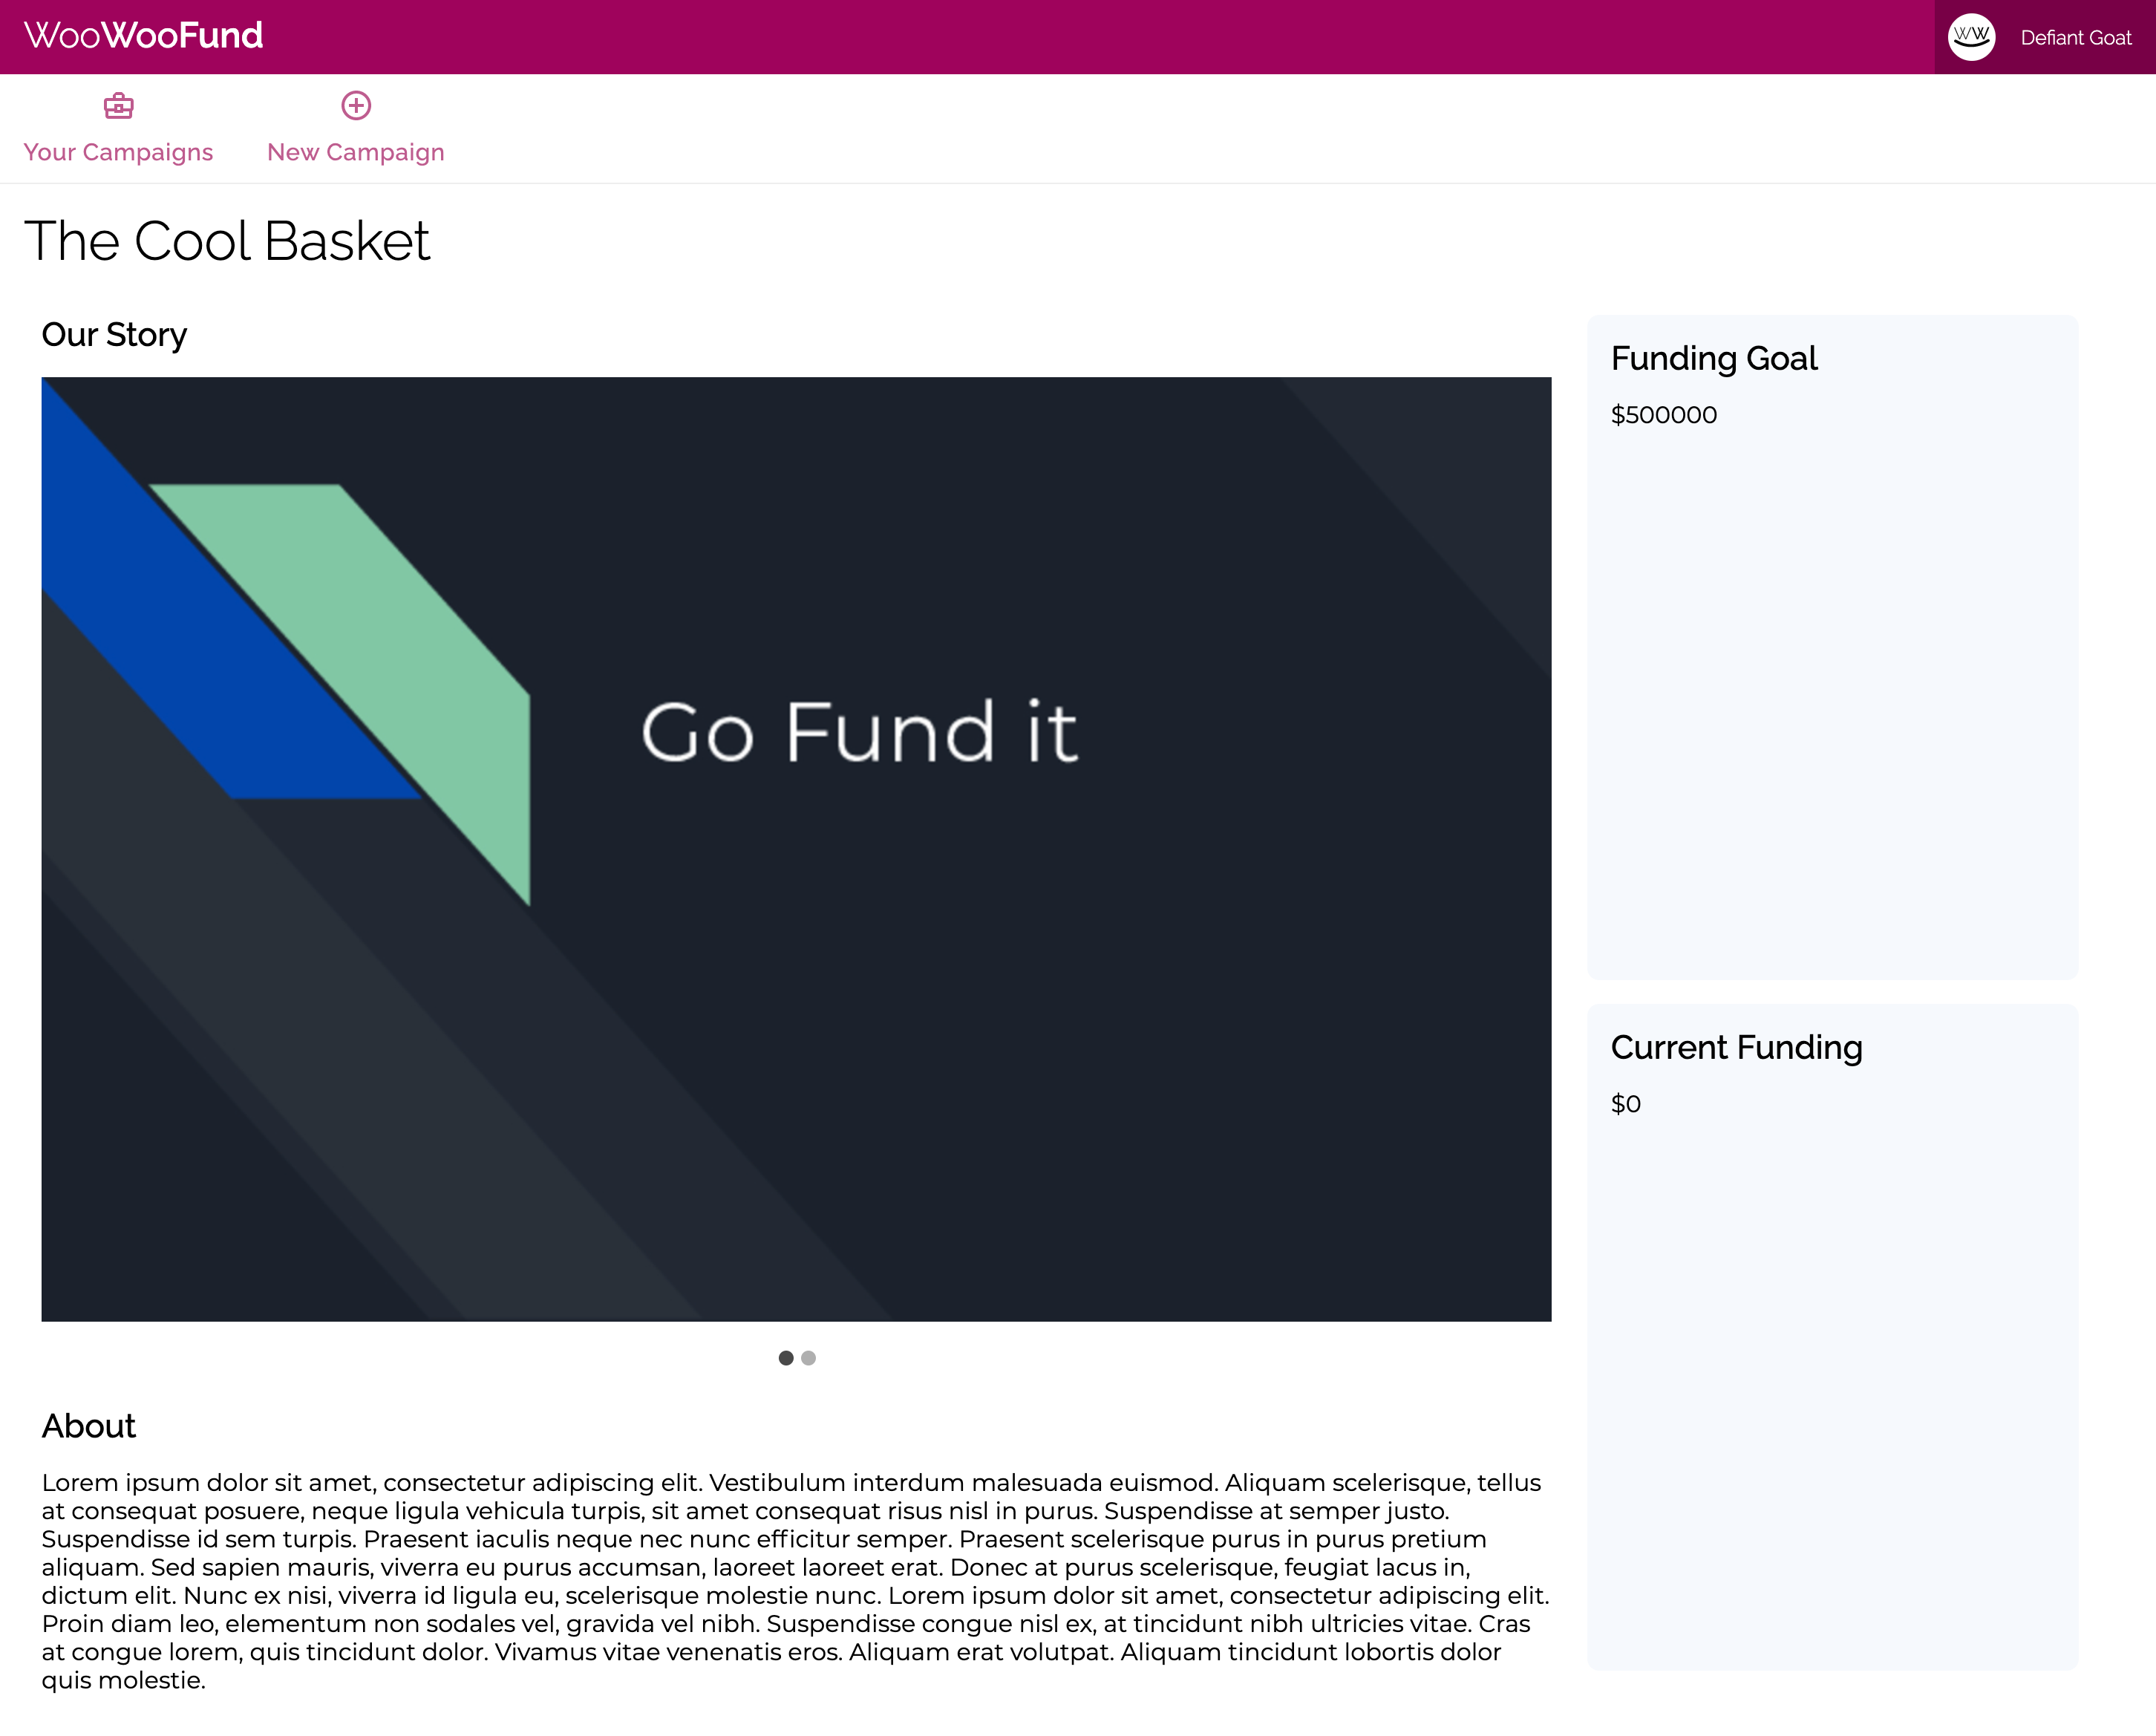 WooWooFund
WW
Defiant Goat
Your Campaigns
New Campaign
The Cool Basket
Our Story
Go Fund it
Funding Goal
$500000
Current Funding
$0
About
Lorem ipsum dolor sit amet, consectetur adipiscing elit. Vestibulum interdum malesuada euismod. Aliquam scelerisque, tellus
at consequat posuere, neque ligula vehicula turpis, sit amet consequat risus nisl in purus. Suspendisse at semper justo.
Suspendisse id sem turpis. Praesent iaculis neque nec nunc efficitur semper. Praesent scelerisque purus in purus pretium
aliquam. Sed sapien mauris, viverra eu purus accumsan, laoreet laoreet erat. Donec at purus scelerisque, feugiat lacus in,
dictum elit. Nunc ex nisi, viverra id ligula eu, scelerisque molestie nunc. Lorem ipsum dolor sit amet, consectetur adipiscing elit.
Proin diam leo, elementum non sodales vel, gravida vel nibh. Suspendisse congue nisl ex, at tincidunt nibh ultricies vitae. Cras
at congue lorem, quis tincidunt dolor. Vivamus vitae venenatis eros. Aliquam erat volutpat. Aliquam tincidunt lobortis dolor
quis molestie.